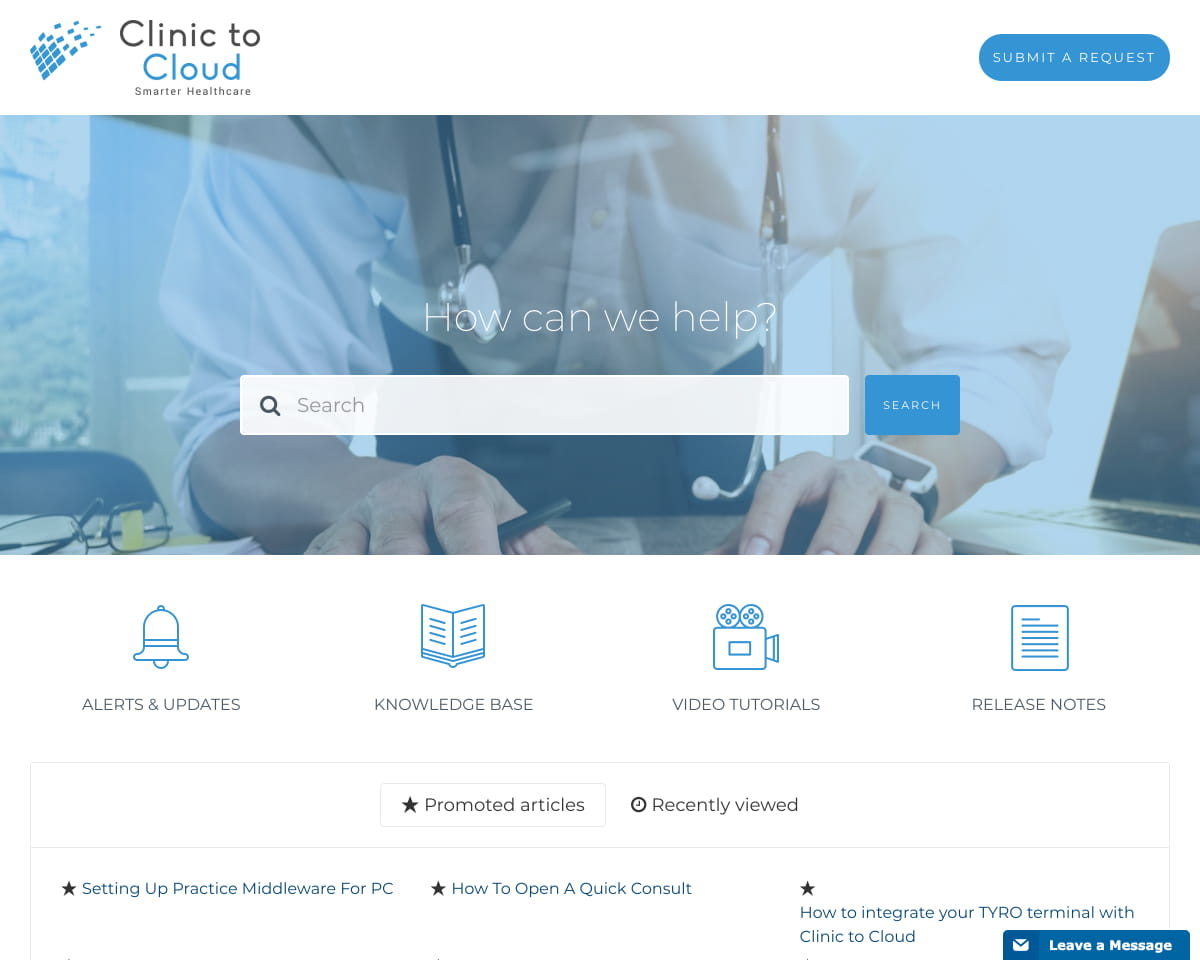 Clinic to
Cloud
Smarter Healthcare
SUBMIT A REQUEST
How can we help?
Search
SEARCH
ALERTS & UPDATES
KNOWLEDGE BASE
VIDEO TUTORIALS
RELEASE NOTES
Promoted articles
Recently viewed
Setting Up Practice Middleware For PC
How To Open A Quick Consult
How to integrate your TYRO terminal with
Clinic to Cloud
Leave a Message